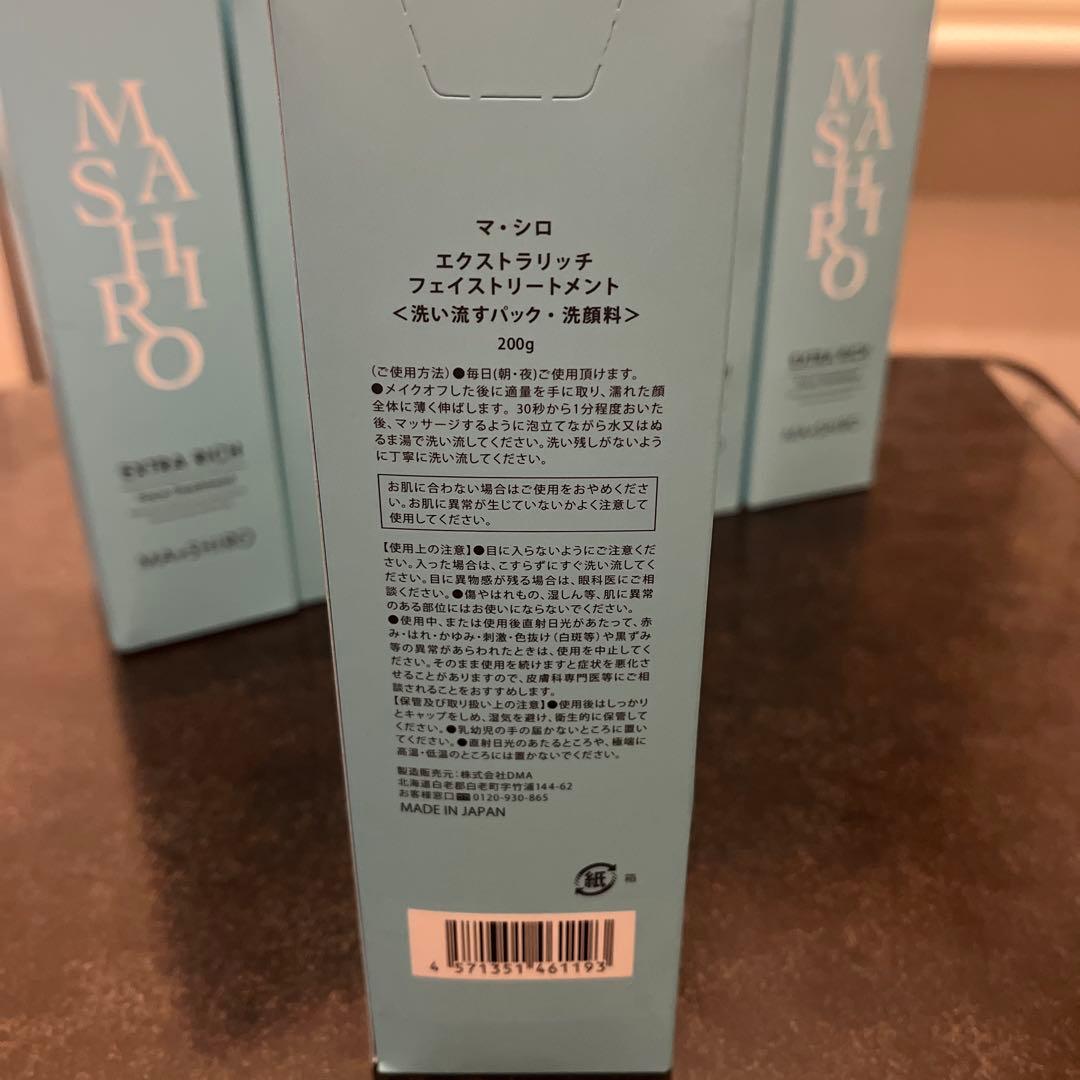 MASHIRO
EXTRA RICH
MA&SHIRO
マ・シロ
エクストラリッチ
フェイストリートメント
＜洗い流すパック・洗顔料＞
200g
（ご使用方法）●毎日(朝・夜)ご使用頂けます。
●メイクオフした後に適量を手に取り、濡れた顔
全体に薄く伸ばします。30秒から1分程度おいた
後、マッサージするように泡立てながら水又はぬ
るま湯で洗い流してください。洗い残しがないよう
に丁寧に洗い流してください。
お肌に合わない場合はご使用をおやめくださ
い。お肌に異常が生じていないかよく注意して
使用してください。
【使用上の注意】●目に入らないようにご注意くだ
さい。入った場合は、こすらずにすぐ洗い流してく
ださい。目に異物感が残る場合は、眼科医にご相
談ください。●傷やはれもの、湿しん等、肌に異常
のある部位にはお使いにならないでください。
●使用中、または使用後直射日光があたって、赤
み・はれ・かゆみ・刺激・色抜け(白斑等)や黒ずみ
等の異常があらわれたときは、使用を中止してく
ださい。そのまま使用を続けますと症状を悪化さ
せることがありますので、皮膚科専門医等にご相
談されることをおすすめします。
【保管及び取り扱い上の注意】●使用後はしっかり
とキャップをしめ、湿気を避け、衛生的に保管して
ください。●乳幼児の手の届かないところに置い
てください。●直射日光のあたるところや、極端に
高温・低温のところには置かないでください。
製造販売元：株式会社DMA
北海道白老郡白老町字竹浦144-62
お客様窓口 0120-930-865
MADE IN JAPAN
紙 箱
4 571351 461193
MASHIRO
EXTRA RICH
MA&SHIRO